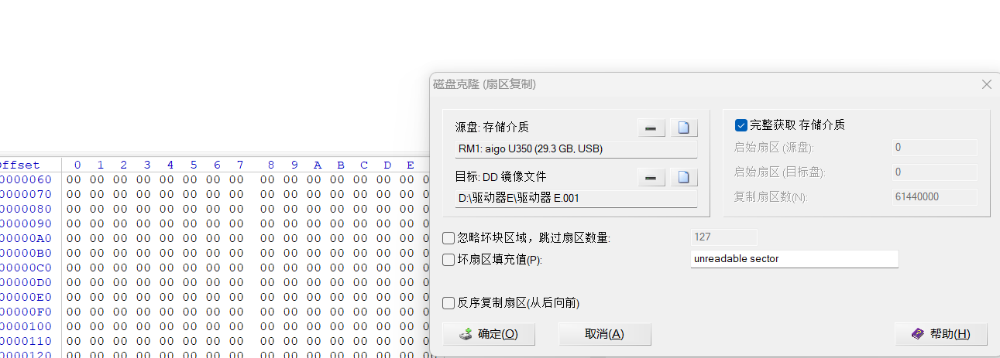 磁盘克隆 (扇区复制)
源盘: 存储介质
RM1: aigo U350 (29.3 GB, USB)
目标: DD 镜像文件
D:\驱动器E\驱动器 E.001
完整获取 存储介质
启始扇区 (源盘): 0
启始扇区 (目标盘): 0
复制扇区数(N): 61440000
忽略坏块区域，跳过扇区数量: 127
坏扇区填充值(P): unreadable sector
反序复制扇区(从后向前)
确定(O) 取消(A) 帮助(H)
Offset 0 1 2 3 4 5 6 7 8 9 A B C D E
0000060 00 00 00 00 00 00 00 00 00 00 00 00 00 00 00
0000070 00 00 00 00 00 00 00 00 00 00 00 00 00 00 00
0000080 00 00 00 00 00 00 00 00 00 00 00 00 00 00 00
0000090 00 00 00 00 00 00 00 00 00 00 00 00 00 00 00
00000A0 00 00 00 00 00 00 00 00 00 00 00 00 00 00 00
00000B0 00 00 00 00 00 00 00 00 00 00 00 00 00 00 00
00000C0 00 00 00 00 00 00 00 00 00 00 00 00 00 00 00
00000D0 00 00 00 00 00 00 00 00 00 00 00 00 00 00 00
00000E0 00 00 00 00 00 00 00 00 00 00 00 00 00 00 00
00000F0 00 00 00 00 00 00 00 00 00 00 00 00 00 00 00
0000100 00 00 00 00 00 00 00 00 00 00 00 00 00 00 00
0000110 00 00 00 00 00 00 00 00 00 00 00 00 00 00 00
0000120 00 00 00 00 00 00 00 00 00 00 00 00 00 00 00